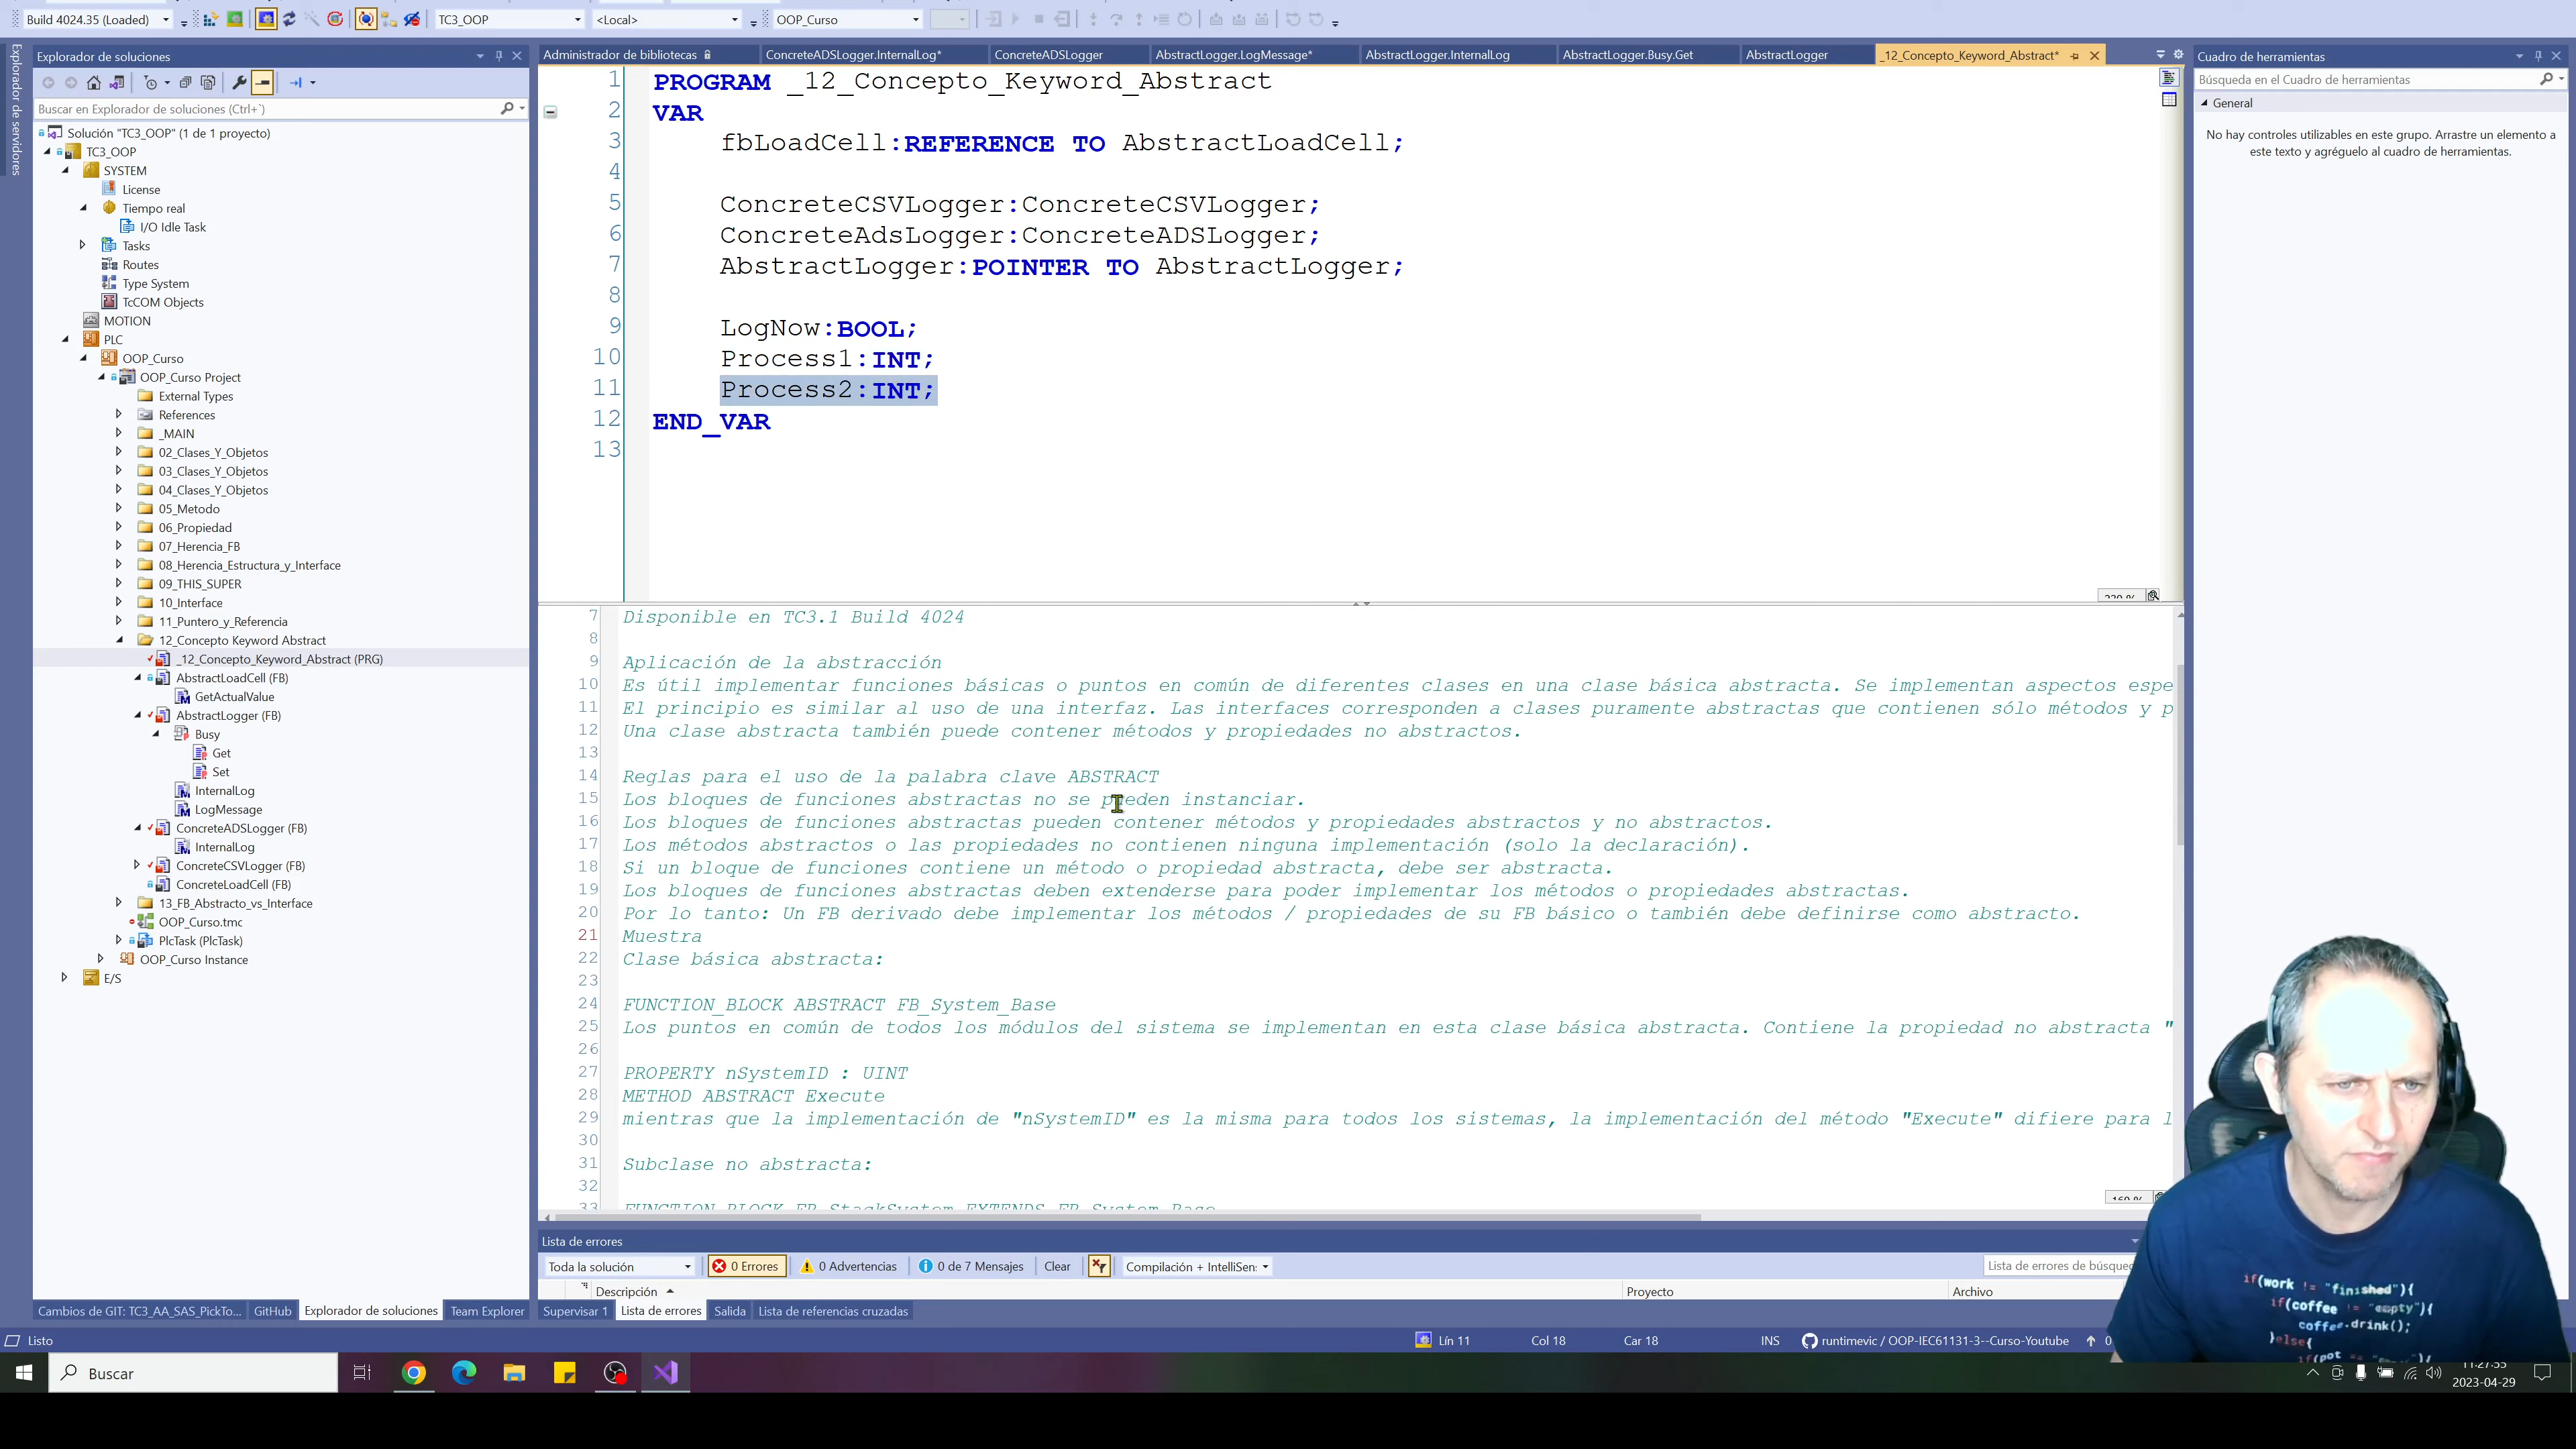 Build 4024.35 (Loaded)
TC3_OOP
<Local>
OOP_Curso
Explorador de servidores
Explorador de soluciones
Buscar en Explorador de soluciones (Ctrl+`)
Solución "TC3_OOP" (1 de 1 proyecto)
TC3_OOP
SYSTEM
License
Tiempo real
I/O Idle Task
Tasks
Routes
Type System
TcCOM Objects
MOTION
PLC
OOP_Curso
OOP_Curso Project
External Types
References
_MAIN
02_Clases_Y_Objetos
03_Clases_Y_Objetos
04_Clases_Y_Objetos
05_Metodo
06_Propiedad
07_Herencia_FB
08_Herencia_Estructura_y_Interface
09_THIS_SUPER
10_Interface
11_Puntero_y_Referencia
12_Concepto Keyword Abstract
_12_Concepto_Keyword_Abstract (PRG)
AbstractLoadCell (FB)
GetActualValue
AbstractLogger (FB)
Busy
Get
Set
InternalLog
LogMessage
ConcreteADSLogger (FB)
InternalLog
ConcreteCSVLogger (FB)
ConcreteLoadCell (FB)
13_FB_Abstracto_vs_Interface
OOP_Curso.tmc
PlcTask (PlcTask)
OOP_Curso Instance
E/S
Cambios de GIT: TC3_AA_SAS_PickTo... GitHub Explorador de soluciones Team Explorer
Administrador de bibliotecas ConcreteADSLogger.InternalLog* ConcreteADSLogger AbstractLogger.LogMessage* AbstractLogger.InternalLog AbstractLogger.Busy.Get AbstractLogger _12_Concepto_Keyword_Abstract*
1 PROGRAM _12_Concepto_Keyword_Abstract
2 VAR
3 fbLoadCell:REFERENCE TO AbstractLoadCell;
4
5 ConcreteCSVLogger:ConcreteCSVLogger;
6 ConcreteAdsLogger:ConcreteADSLogger;
7 AbstractLogger:POINTER TO AbstractLogger;
8
9 LogNow:BOOL;
10 Process1:INT;
11 Process2:INT;
12 END_VAR
13
7 Disponible en TC3.1 Build 4024
8
9 Aplicación de la abstracción
10 Es útil implementar funciones básicas o puntos en común de diferentes clases en una clase básica abstracta. Se implementan aspectos espe
11 El principio es similar al uso de una interfaz. Las interfaces corresponden a clases puramente abstractas que contienen sólo métodos y p
12 Una clase abstracta también puede contener métodos y propiedades no abstractos.
13
14 Reglas para el uso de la palabra clave ABSTRACT
15 Los bloques de funciones abstractas no se pueden instanciar.
16 Los bloques de funciones abstractas pueden contener métodos y propiedades abstractos y no abstractos.
17 Los métodos abstractos o las propiedades no contienen ninguna implementación (solo la declaración).
18 Si un bloque de funciones contiene un método o propiedad abstracta, debe ser abstracta.
19 Los bloques de funciones abstractas deben extenderse para poder implementar los métodos o propiedades abstractas.
20 Por lo tanto: Un FB derivado debe implementar los métodos / propiedades de su FB básico o también debe definirse como abstracto.
21 Muestra
22 Clase básica abstracta:
23
24 FUNCTION_BLOCK ABSTRACT FB_System_Base
25 Los puntos en común de todos los módulos del sistema se implementan en esta clase básica abstracta. Contiene la propiedad no abstracta "
26
27 PROPERTY nSystemID : UINT
28 METHOD ABSTRACT Execute
29 mientras que la implementación de "nSystemID" es la misma para todos los sistemas, la implementación del método "Execute" difiere para l
30
31 Subclase no abstracta:
32
33 FUNCTION_BLOCK FB_StackSystem EXTENDS FB_System_Base
Lista de errores
Toda la solución 0 Errores 0 Advertencias 0 de 7 Mensajes Clear Compilación + IntelliSen:
Lista de errores de búsque
Descripción Proyecto Archivo
Supervisar 1 Lista de errores Salida Lista de referencias cruzadas
Cuadro de herramientas
Búsqueda en el Cuadro de herramientas
General
No hay controles utilizables en este grupo. Arrastre un elemento a
este texto y agréguelo al cuadro de herramientas.
if(work != "finished"){
if(coffee != "empty"){
coffee.drink();
}else{
if(pot == "empty"){
Listo Lín 11 Col 18 Car 18 INS runtimevic / OOP-IEC61131-3--Curso-Youtube
Buscar
11:27:35
2023-04-29